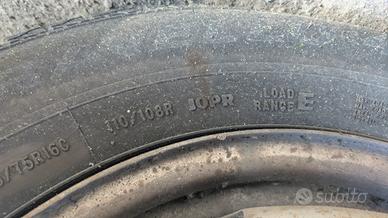 /75R16C
110/108R
10PR
LOAD
RANGE E
subito